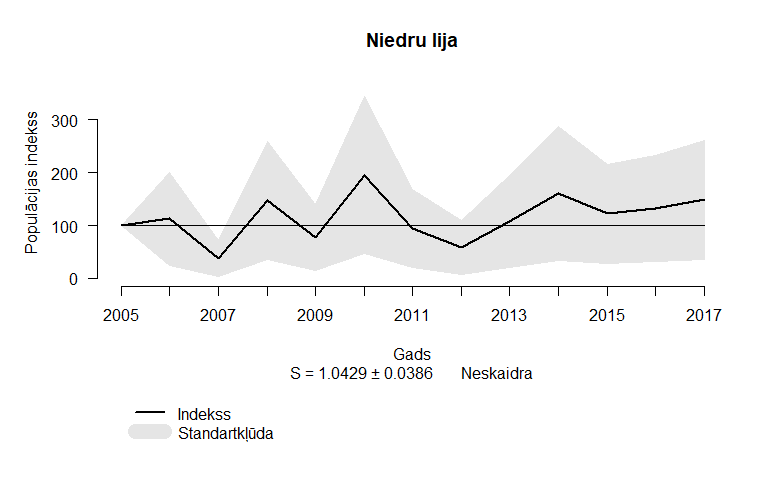 Niedru lija
Populācijas indekss
300
200
100
0
2005 2007 2009 2011 2013 2015 2017
Gads
S = 1.0429 ± 0.0386 Neskaidra
Indekss
Standartkļūda